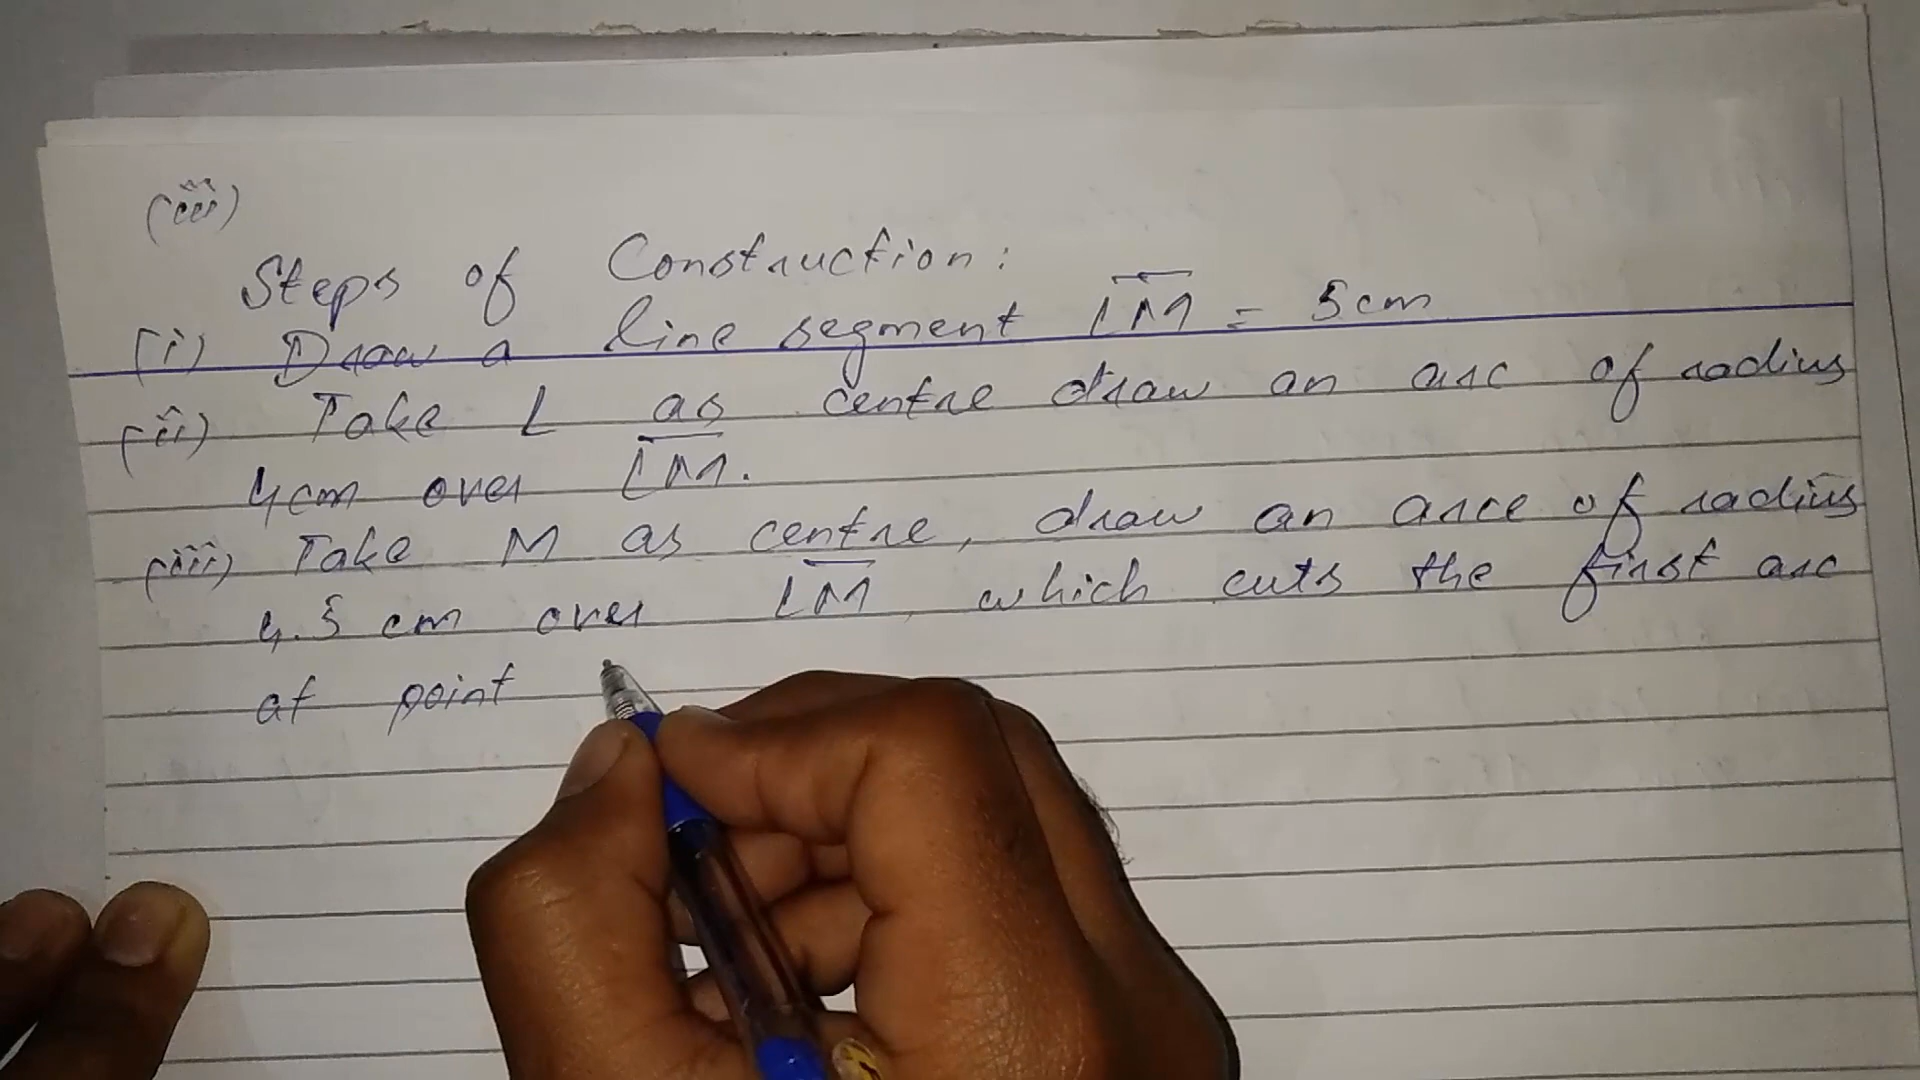 (iii)
Steps of Construction:
(i) Draw a line segment LM = 5cm
(ii) Take L as centre draw an arc of radius
4cm over LM.
(iii) Take M as centre, draw an arce of radius
4.5 cm over LM, which cuts the first arc
at point